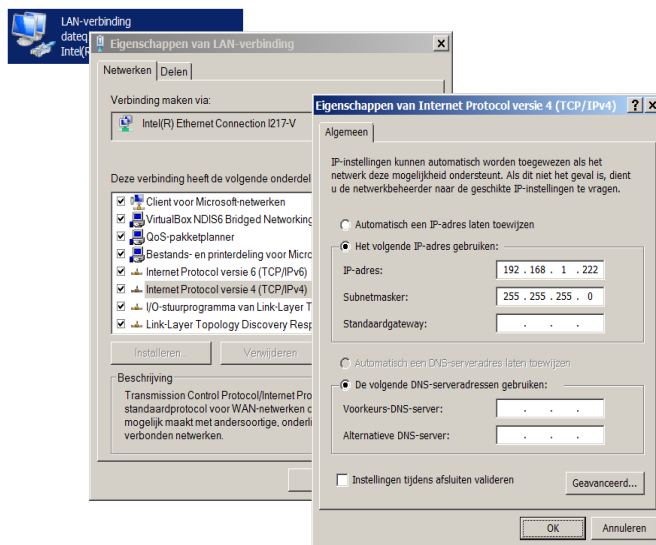 LAN-verbinding
dateq
Intel(R
Eigenschappen van LAN-verbinding
Netwerken
Delen
Verbinding maken via:
Intel(R) Ethernet Connection I217-V
Deze verbinding heeft de volgende onderdel
Client voor Microsoft-netwerken
VirtualBox NDIS6 Bridged Networking
QoS-pakketplanner
Bestands- en printerdeling voor Micro
Internet Protocol versie 6 (TCP/IPv6)
Internet Protocol versie 4 (TCP/IPv4)
I/O-stuurprogramma van Link-Layer T
Link-Layer Topology Discovery Resp
Installeren...
Verwijderen
Beschrijving
Transmission Control Protocol/Internet Pro
standaardprotocol voor WAN-netwerken d
mogelijk maakt met andersoortige, onderli
verbonden netwerken.
Eigenschappen van Internet Protocol versie 4 (TCP/IPv4)
Algemeen
IP-instellingen kunnen automatisch worden toegewezen als het
netwerk deze mogelijkheid ondersteunt. Als dit niet het geval is, dient
u de netwerkbeheerder naar de geschikte IP-instellingen te vragen.
Automatisch een IP-adres laten toewijzen
Het volgende IP-adres gebruiken:
IP-adres: 192 . 168 . 1 . 222
Subnetmasker: 255 . 255 . 255 . 0
Standaardgateway: . . .
Automatisch een DNS-serveradres laten toewijzen
De volgende DNS-serveradressen gebruiken:
Voorkeurs-DNS-server: . . .
Alternatieve DNS-server: . . .
Instellingen tijdens afsluiten valideren
Geavanceerd...
OK
Annuleren